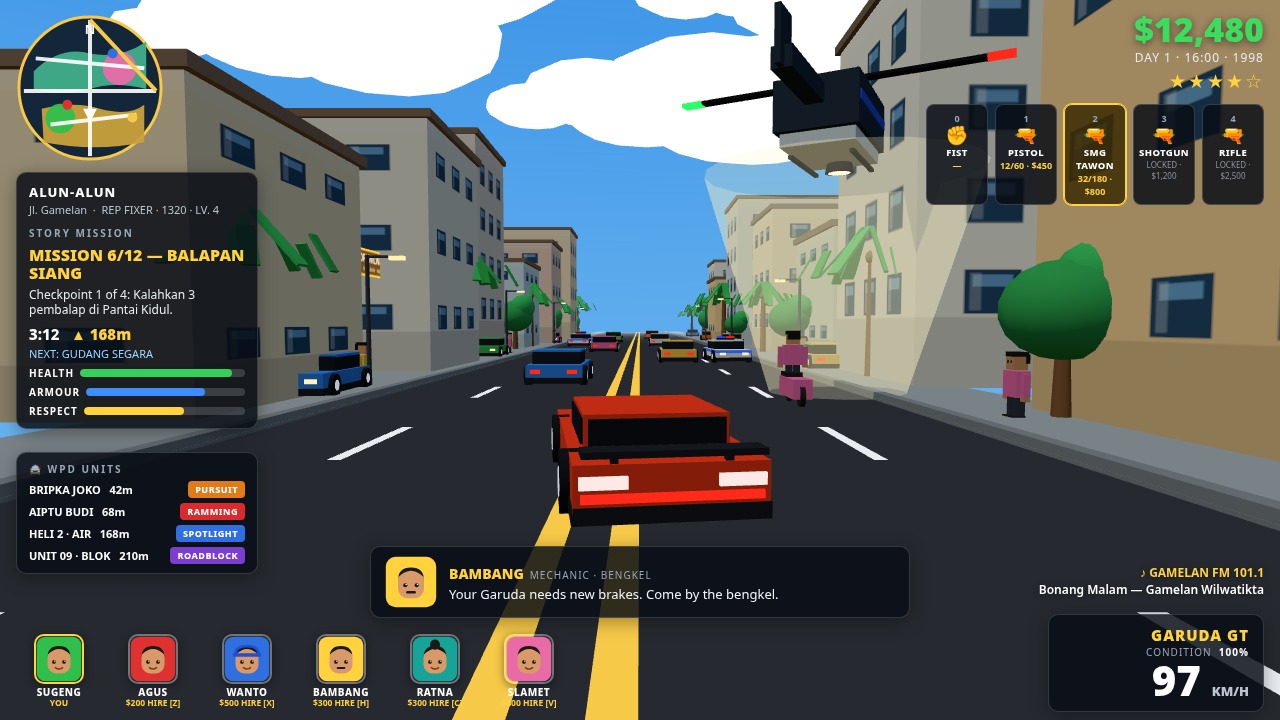 N
$12,480
DAY 1 · 16:00 · 1998
★★★★☆
0
FIST
—
1
PISTOL
12/60 · $450
2
SMG
TAWON
32/180 ·
$800
3
SHOTGUN
LOCKED ·
$1,200
4
RIFLE
LOCKED ·
$2,500
ALUN-ALUN
Jl. Gamelan · REP FIXER · 1320 · LV. 4
STORY MISSION
MISSION 6/12 — BALAPAN
SIANG
Checkpoint 1 of 4: Kalahkan 3
pembalap di Pantai Kidul.
3:12 ▲ 168m
NEXT: GUDANG SEGARA
HEALTH
ARMOUR
RESPECT
WPD UNITS
BRIPKA JOKO 42m PURSUIT
AIPTU BUDI 68m RAMMING
HELI 2 · AIR 168m SPOTLIGHT
UNIT 09 · BLOK 210m ROADBLOCK
BAMBANG MECHANIC · BENGKEL
Your Garuda needs new brakes. Come by the bengkel.
♪ GAMELAN FM 101.1
Bonang Malam — Gamelan Wilwatikta
GARUDA GT
CONDITION 100%
97 KM/H
SUGENG
YOU
AGUS
$200 HIRE [Z]
WANTO
$500 HIRE [X]
BAMBANG
$300 HIRE [H]
RATNA
$300 HIRE
SLAMET
HIRE [V]